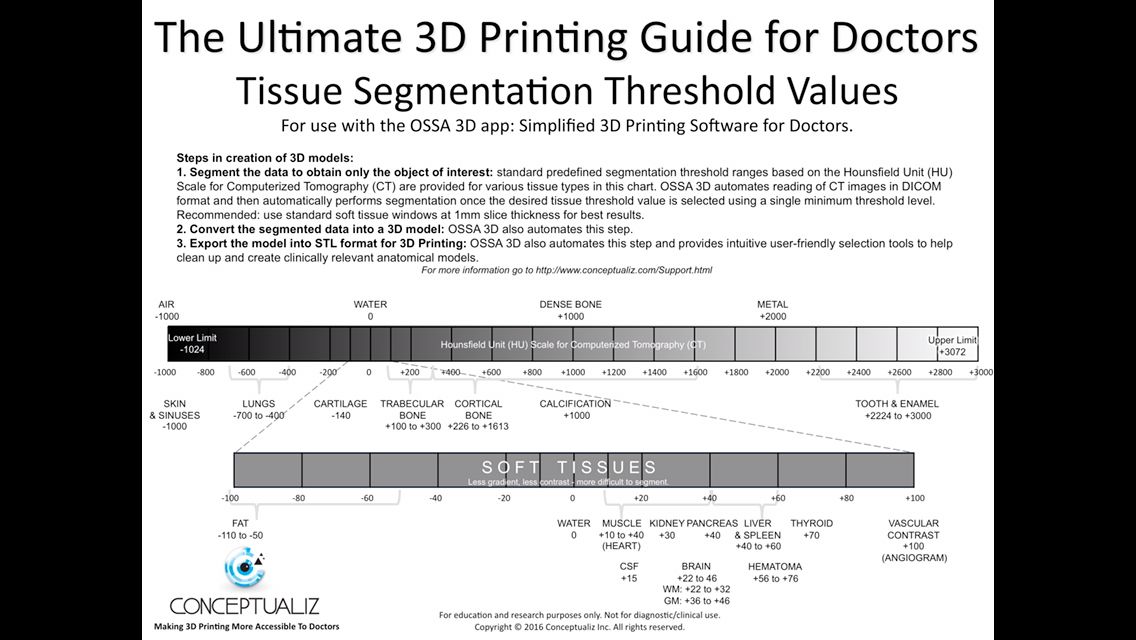 The Ultimate 3D Printing Guide for Doctors
Tissue Segmentation Threshold Values
For use with the OSSA 3D app: Simplified 3D Printing Software for Doctors.
Steps in creation of 3D models:
1. Segment the data to obtain only the object of interest: standard predefined segmentation threshold ranges based on the Hounsfield Unit (HU)
Scale for Computerized Tomography (CT) are provided for various tissue types in this chart. OSSA 3D automates reading of CT images in DICOM
format and then automatically performs segmentation once the desired tissue threshold value is selected using a single minimum threshold level.
Recommended: use standard soft tissue windows at 1mm slice thickness for best results.
2. Convert the segmented data into a 3D model: OSSA 3D also automates this step.
3. Export the model into STL format for 3D Printing: OSSA 3D also automates this step and provides intuitive user-friendly selection tools to help
clean up and create clinically relevant anatomical models.
For more information go to http://www.conceptualiz.com/Support.html
AIR WATER DENSE BONE METAL
-1000 0 +1000 +2000
Lower Limit Hounsfield Unit (HU) Scale for Computerized Tomography (CT) Upper Limit
-1024 +3072
-1000 -800 -600 -400 -200 0 +200 +400 +600 +800 +1000 +1200 +1400 +1600 +1800 +2000 +2200 +2400 +2600 +2800 +3000
SKIN LUNGS CARTILAGE TRABECULAR CORTICAL CALCIFICATION TOOTH & ENAMEL
& SINUSES -700 to -400 -140 BONE BONE +1000 +2224 to +3000
-1000 +100 to +300 +226 to +1613
SOFT TISSUES
Less gradient, less contrast - more difficult to segment.
-100 -80 -60 -40 -20 0 +20 +40 +60 +80 +100
FAT WATER MUSCLE KIDNEY PANCREAS LIVER THYROID VASCULAR
-110 to -50 0 +10 to +40 +30 +40 & SPLEEN +70 CONTRAST
(HEART) +40 to +60 +100
(ANGIOGRAM)
CSF BRAIN HEMATOMA
+15 +22 to 46 +56 to +76
WM: +22 to +32
GM: +36 to +46
CONCEPTUALIZ
Making 3D Printing More Accessible To Doctors
For education and research purposes only. Not for diagnostic/clinical use.
Copyright © 2016 Conceptualiz Inc. All rights reserved.